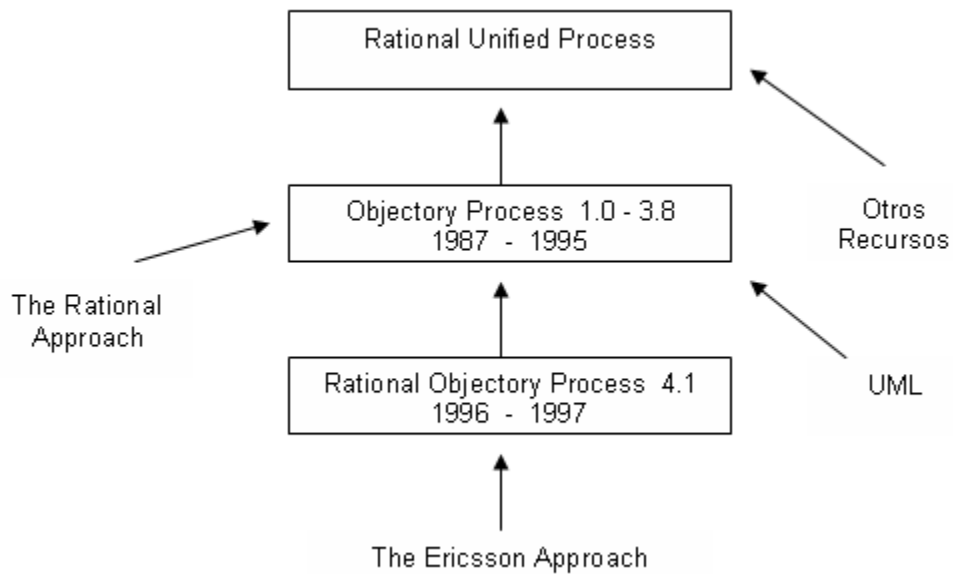 Rational Unified Process
Objectory Process 1.0 - 3.8
1987 - 1995
Otros
Recursos
The Rational
Approach
Rational Objectory Process 4.1
1996 - 1997
UML
The Ericsson Approach